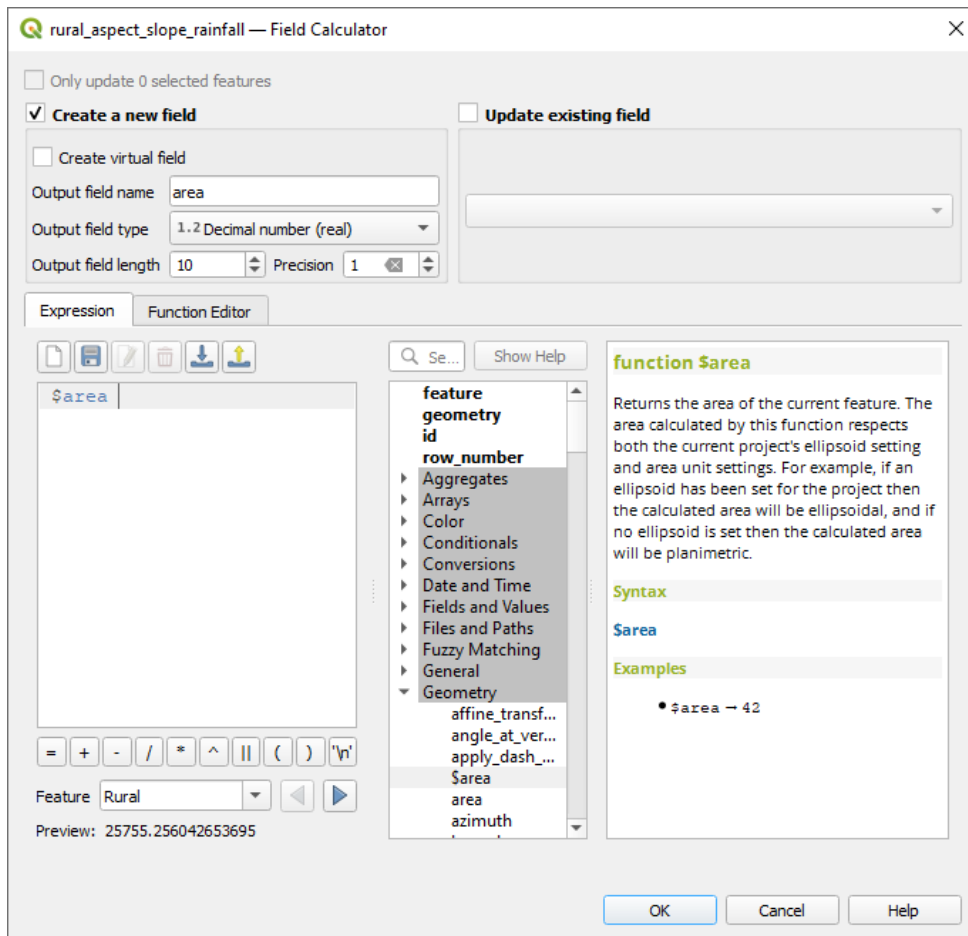 rural_aspect_slope_rainfall — Field Calculator
Only update 0 selected features
Create a new field
Update existing field
Create virtual field
Output field name area
Output field type 1.2 Decimal number (real)
Output field length 10 Precision 1
Expression
Function Editor
Se...
Show Help
$area
feature
geometry
id
row_number
Aggregates
Arrays
Color
Conditionals
Conversions
Date and Time
Fields and Values
Files and Paths
Fuzzy Matching
General
Geometry
affine_transf...
angle_at_ver...
apply_dash_...
$area
area
azimuth
function $area
Returns the area of the current feature. The
area calculated by this function respects
both the current project's ellipsoid setting
and area unit settings. For example, if an
ellipsoid has been set for the project then
the calculated area will be ellipsoidal, and if
no ellipsoid is set then the calculated area
will be planimetric.
Syntax
$area
Examples
$area → 42
= + - / * ^ || ( ) '\n'
Feature Rural
Preview: 25755.256042653695
OK
Cancel
Help